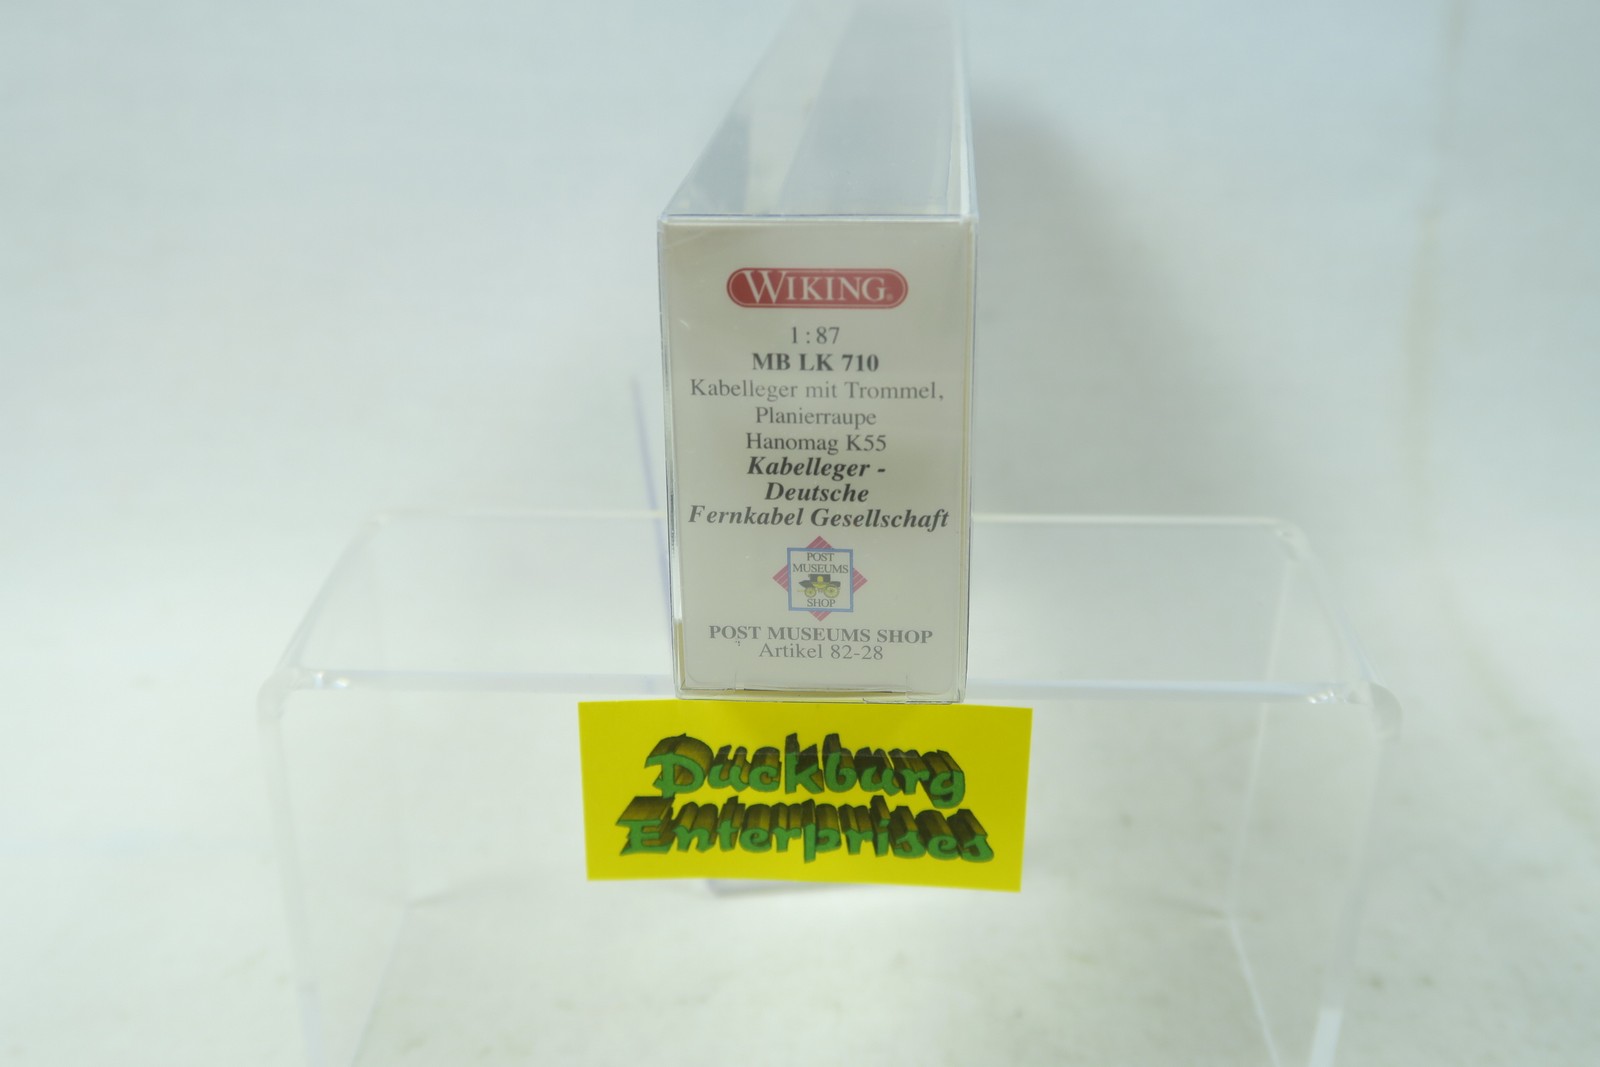 WIKING®
1:87
MB LK 710
Kabelleger mit Trommel,
Planierraupe
Hanomag K55
Kabelleger -
Deutsche
Fernkabel Gesellschaft
POST
MUSEUMS
SHOP
POST MUSEUMS SHOP
Artikel 82-28
Duckburg
Enterprises